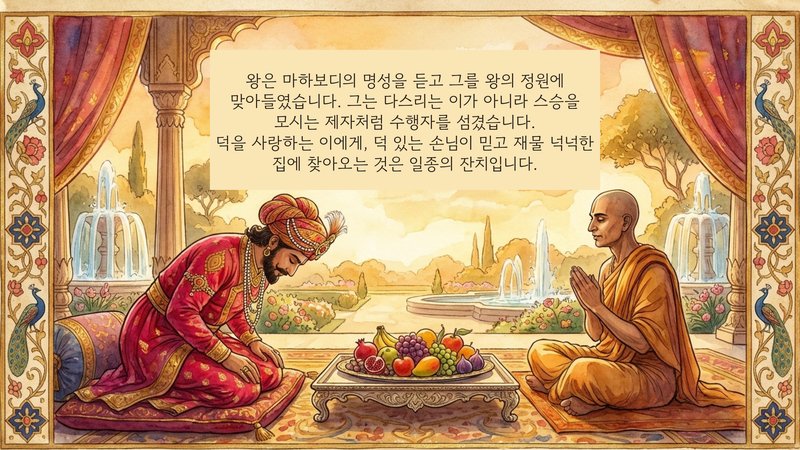 왕은 마하보디의 명성을 듣고 그를 왕의 정원에
맞아들였습니다. 그는 다스리는 이가 아니라 스승을
모시는 제자처럼 수행자를 섬겼습니다.
덕을 사랑하는 이에게, 덕 있는 손님이 믿고 재물 넉넉한
집에 찾아오는 것은 일종의 잔치입니다.